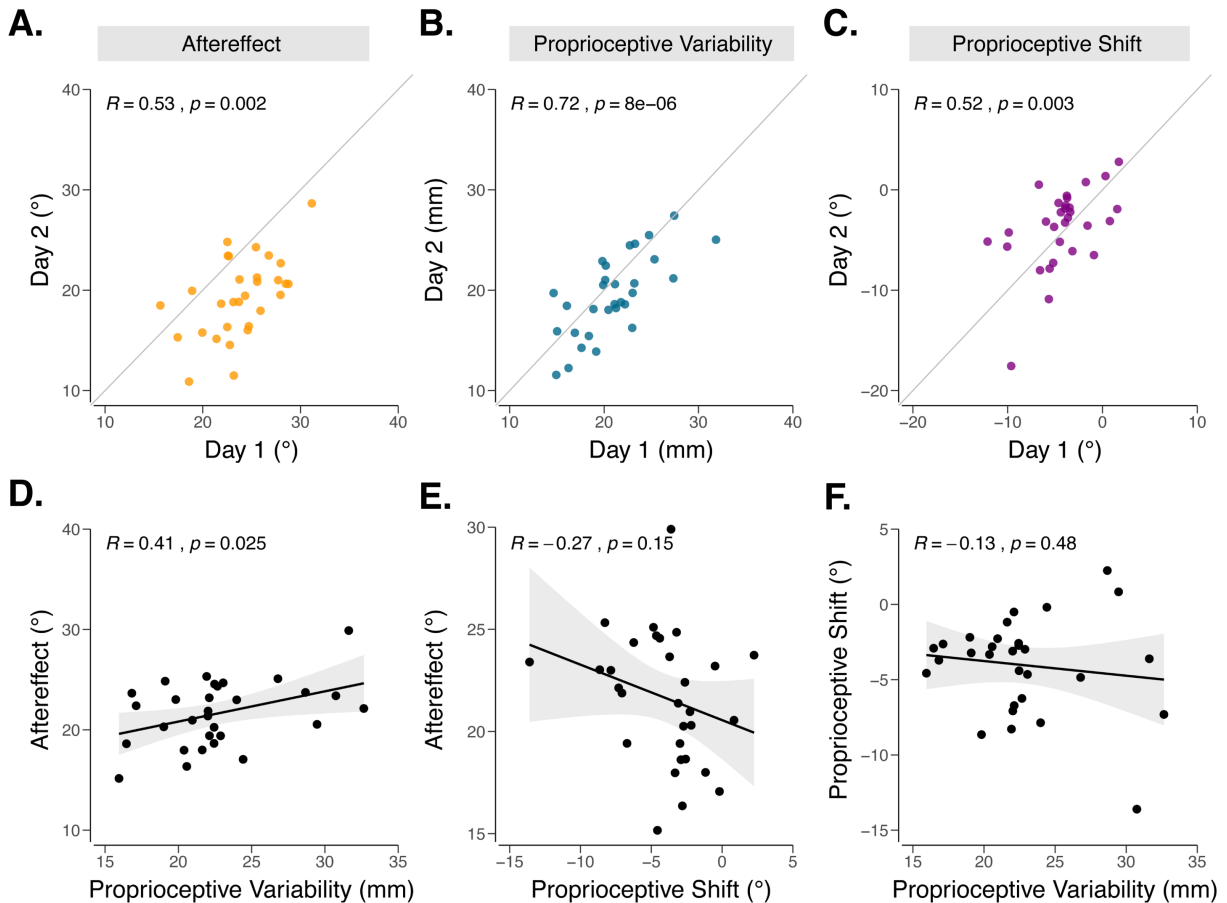 A.
Aftereffect
R = 0.53 , p = 0.002
40
30
20
10
10 20 30 40
Day 2 (°)
Day 1 (°)
B.
Proprioceptive Variability
R = 0.72 , p = 8e−06
40
30
20
10
10 20 30 40
Day 2 (mm)
Day 1 (mm)
C.
Proprioceptive Shift
R = 0.52 , p = 0.003
10
0
−10
−20
−20 −10 0 10
Day 2 (°)
Day 1 (°)
D.
R = 0.41 , p = 0.025
40
30
20
10
15 20 25 30 35
Aftereffect (°)
Proprioceptive Variability (mm)
E.
R = −0.27 , p = 0.15
30
25
20
15
−15 −10 −5 0 5
Aftereffect (°)
Proprioceptive Shift (°)
F.
R = −0.13 , p = 0.48
5
0
−5
−10
−15
15 20 25 30 35
Proprioceptive Shift (°)
Proprioceptive Variability (mm)